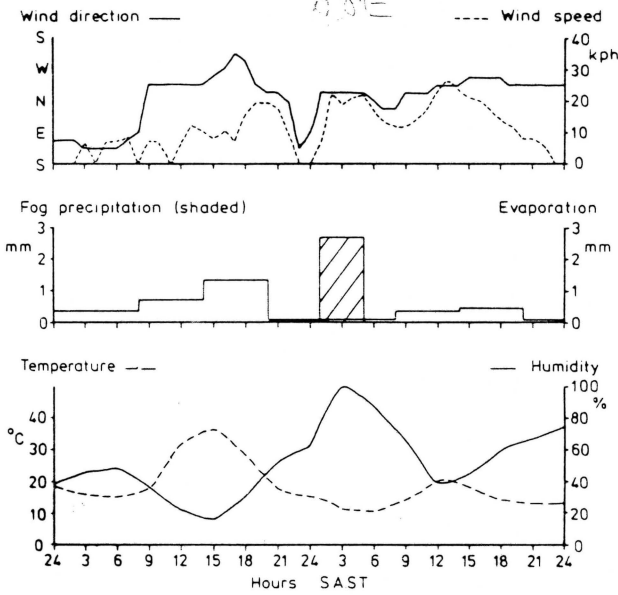 Wind direction — --- Wind speed
S 40 kph
W 30
N 20
E 10
S 0
Fog precipitation (shaded) Evaporation
3 3
mm 2 2 mm
1 1
0 0
Temperature --- — Humidity
100 %
40 80
°C 30 60
20 40
10 20
0 0
24 3 6 9 12 15 18 21 24 3 6 9 12 15 18 21 24
Hours S.A.S.T